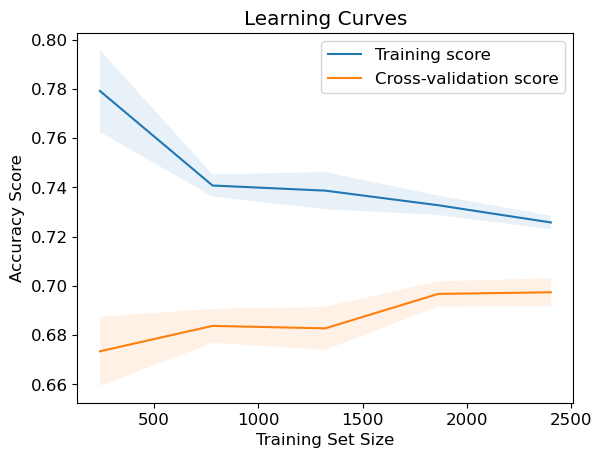 Learning Curves
Training score
Cross-validation score
Accuracy Score
0.80
0.78
0.76
0.74
0.72
0.70
0.68
0.66
500
1000
1500
2000
2500
Training Set Size